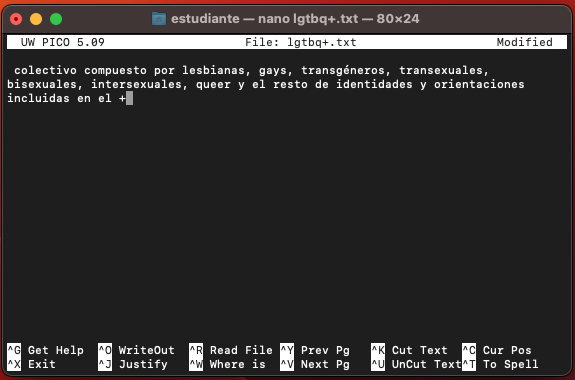 estudiante — nano lgtbq+.txt — 80×24
UW PICO 5.09 File: lgtbq+.txt Modified
colectivo compuesto por lesbianas, gays, transgéneros, transexuales,
bisexuales, intersexuales, queer y el resto de identidades y orientaciones
incluidas en el +
^G Get Help ^O WriteOut ^R Read File ^Y Prev Pg ^K Cut Text ^C Cur Pos
^X Exit ^J Justify ^W Where is ^V Next Pg ^U UnCut Text ^T To Spell